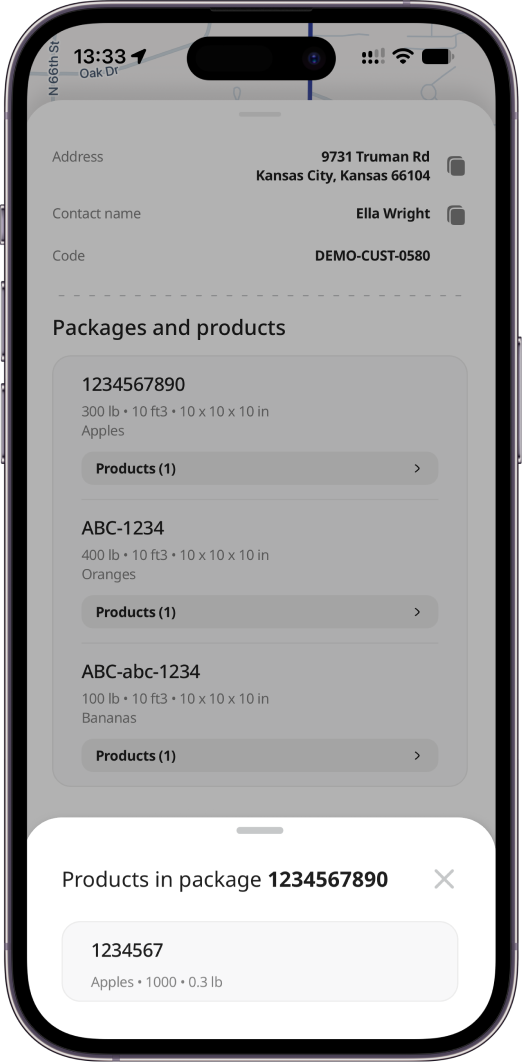 13:33
N 66th St
Oak Dr
Address
9731 Truman Rd
Kansas City, Kansas 66104
Contact name
Ella Wright
Code
DEMO-CUST-0580
Packages and products
1234567890
300 lb • 10 ft3 • 10 x 10 x 10 in
Apples
Products (1)
ABC-1234
400 lb • 10 ft3 • 10 x 10 x 10 in
Oranges
Products (1)
ABC-abc-1234
100 lb • 10 ft3 • 10 x 10 x 10 in
Bananas
Products (1)
Products in package 1234567890
1234567
Apples • 1000 • 0.3 lb